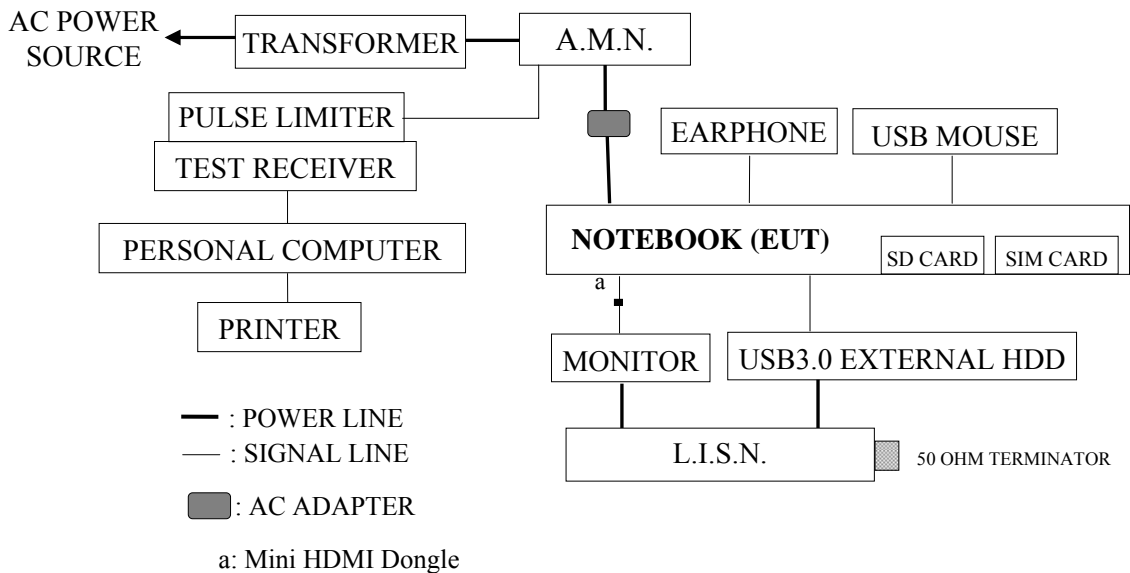 AC POWER
SOURCE
TRANSFORMER
A.M.N.
PULSE LIMITER
TEST RECEIVER
PERSONAL COMPUTER
PRINTER
EARPHONE
USB MOUSE
NOTEBOOK (EUT)
SD CARD
SIM CARD
a
MONITOR
USB3.0 EXTERNAL HDD
L.I.S.N.
50 OHM TERMINATOR
: POWER LINE
: SIGNAL LINE
: AC ADAPTER
a: Mini HDMI Dongle